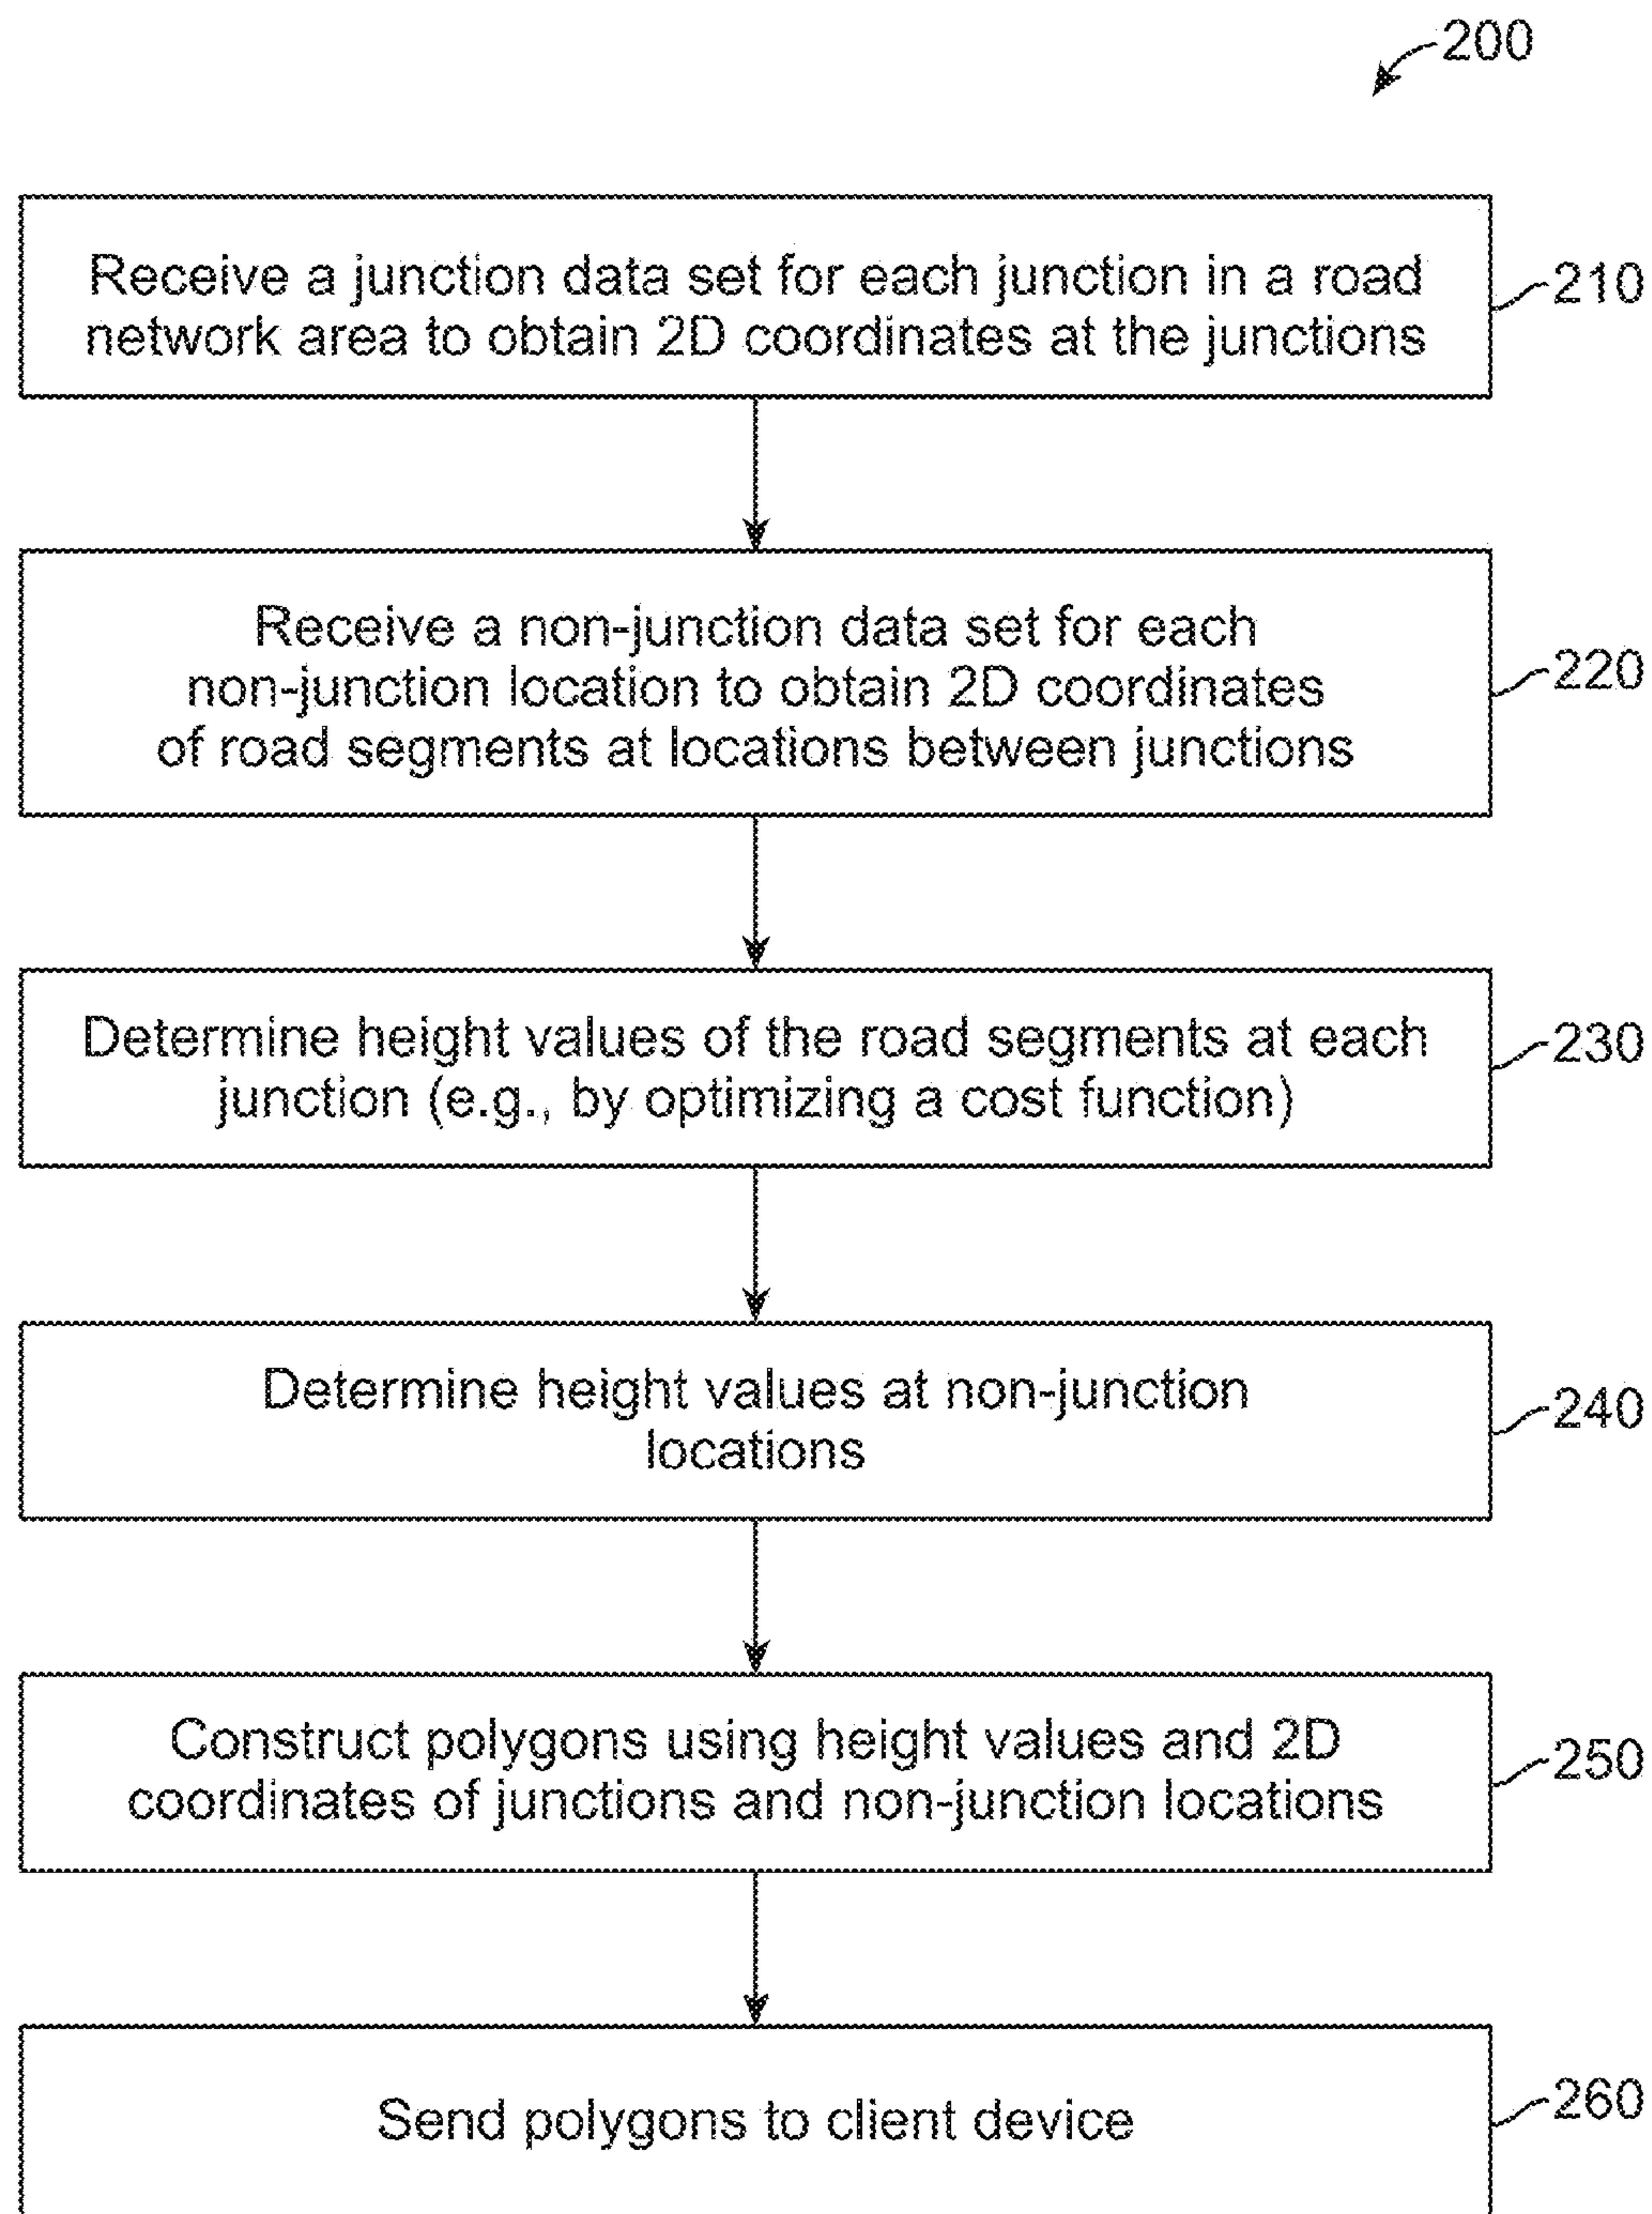 200
Receive a junction data set for each junction in a road
network area to obtain 2D coordinates at the junctions
210
Receive a non-junction data set for each
non-junction location to obtain 2D coordinates
of road segments at locations between junctions
220
Determine height values of the road segments at each
junction (e.g., by optimizing a cost function)
230
Determine height values at non-junction
locations
240
Construct polygons using height values and 2D
coordinates of junctions and non-junction locations
250
Send polygons to client device
260